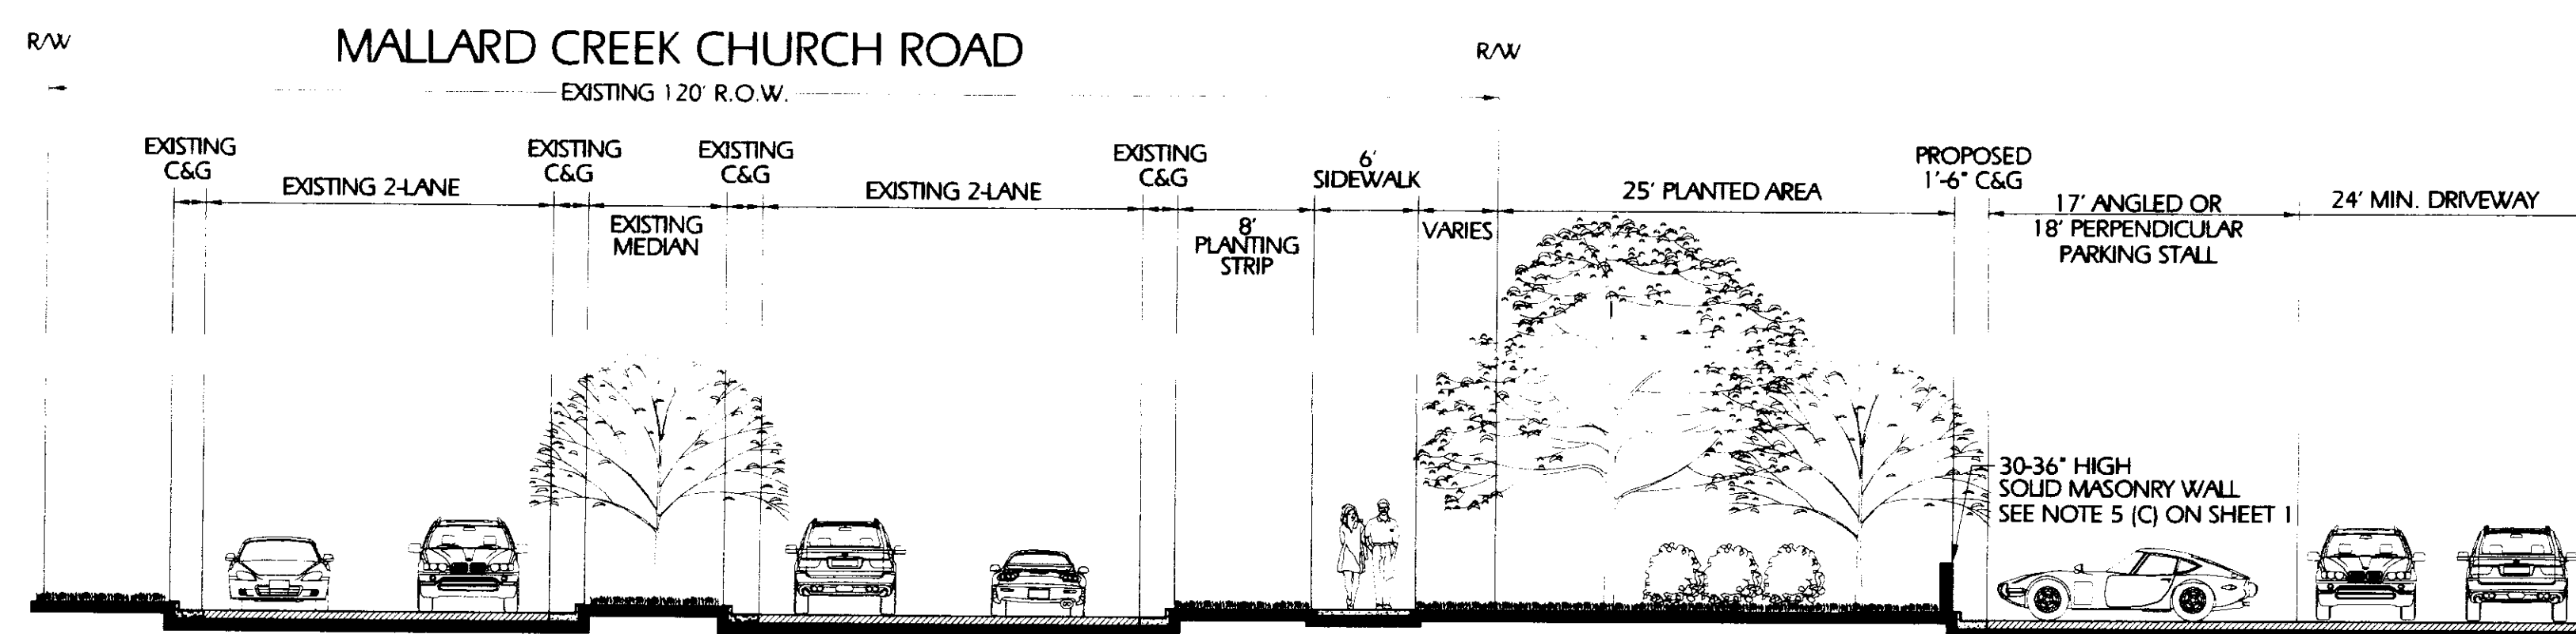 R/W
MALLARD CREEK CHURCH ROAD
R/W
EXISTING 120' R.O.W.
EXISTING
C&G
EXISTING 2-LANE
EXISTING
C&G
EXISTING
MEDIAN
EXISTING
C&G
EXISTING 2-LANE
EXISTING
C&G
8'
PLANTING
STRIP
6'
SIDEWALK
VARIES
25' PLANTED AREA
PROPOSED
1'-6" C&G
17' ANGLED OR
18' PERPENDICULAR
PARKING STALL
24' MIN. DRIVEWAY
30-36" HIGH
SOLID MASONRY WALL
SEE NOTE 5 (C) ON SHEET 1